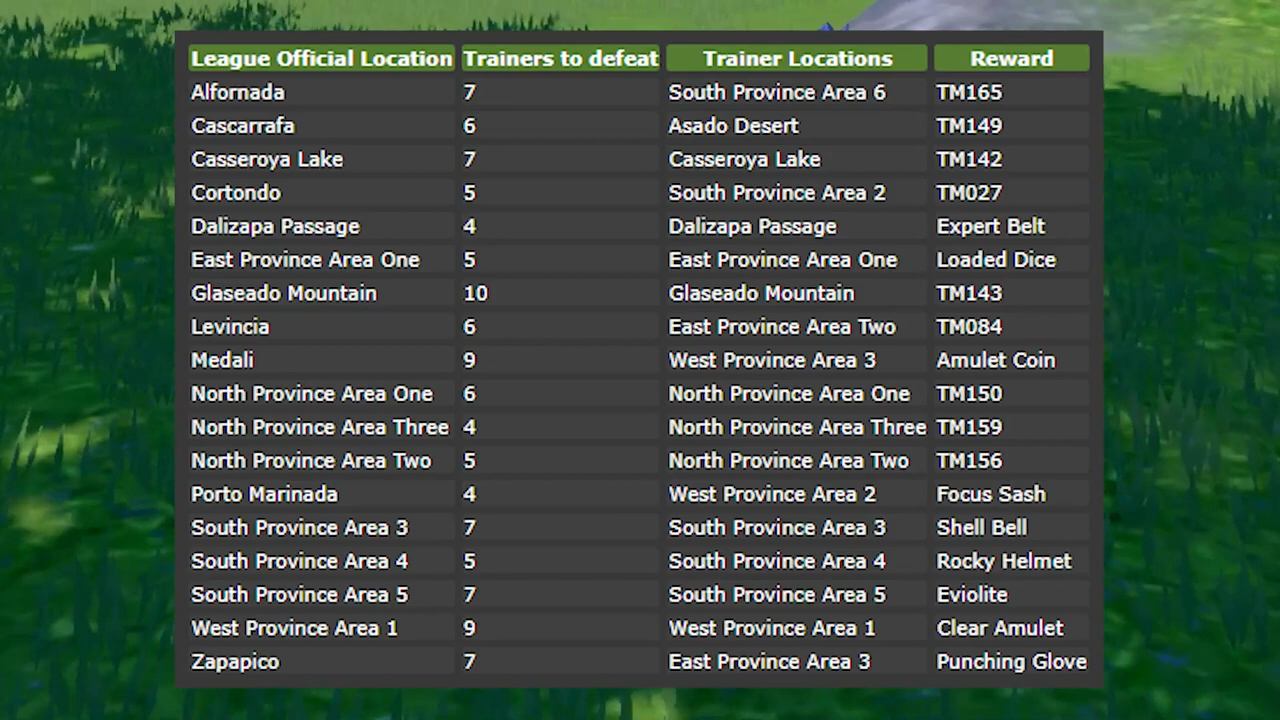 League Official Location Trainers to defeat Trainer Locations Reward
Alfornada 7 South Province Area 6 TM165
Cascarrafa 6 Asado Desert TM149
Casseroya Lake 7 Casseroya Lake TM142
Cortondo 5 South Province Area 2 TM027
Dalizapa Passage 4 Dalizapa Passage Expert Belt
East Province Area One 5 East Province Area One Loaded Dice
Glaseado Mountain 10 Glaseado Mountain TM143
Levincia 6 East Province Area Two TM084
Medali 9 West Province Area 3 Amulet Coin
North Province Area One 6 North Province Area One TM150
North Province Area Three 4 North Province Area Three TM159
North Province Area Two 5 North Province Area Two TM156
Porto Marinada 4 West Province Area 2 Focus Sash
South Province Area 3 7 South Province Area 3 Shell Bell
South Province Area 4 5 South Province Area 4 Rocky Helmet
South Province Area 5 7 South Province Area 5 Eviolite
West Province Area 1 9 West Province Area 1 Clear Amulet
Zapapico 7 East Province Area 3 Punching Glove